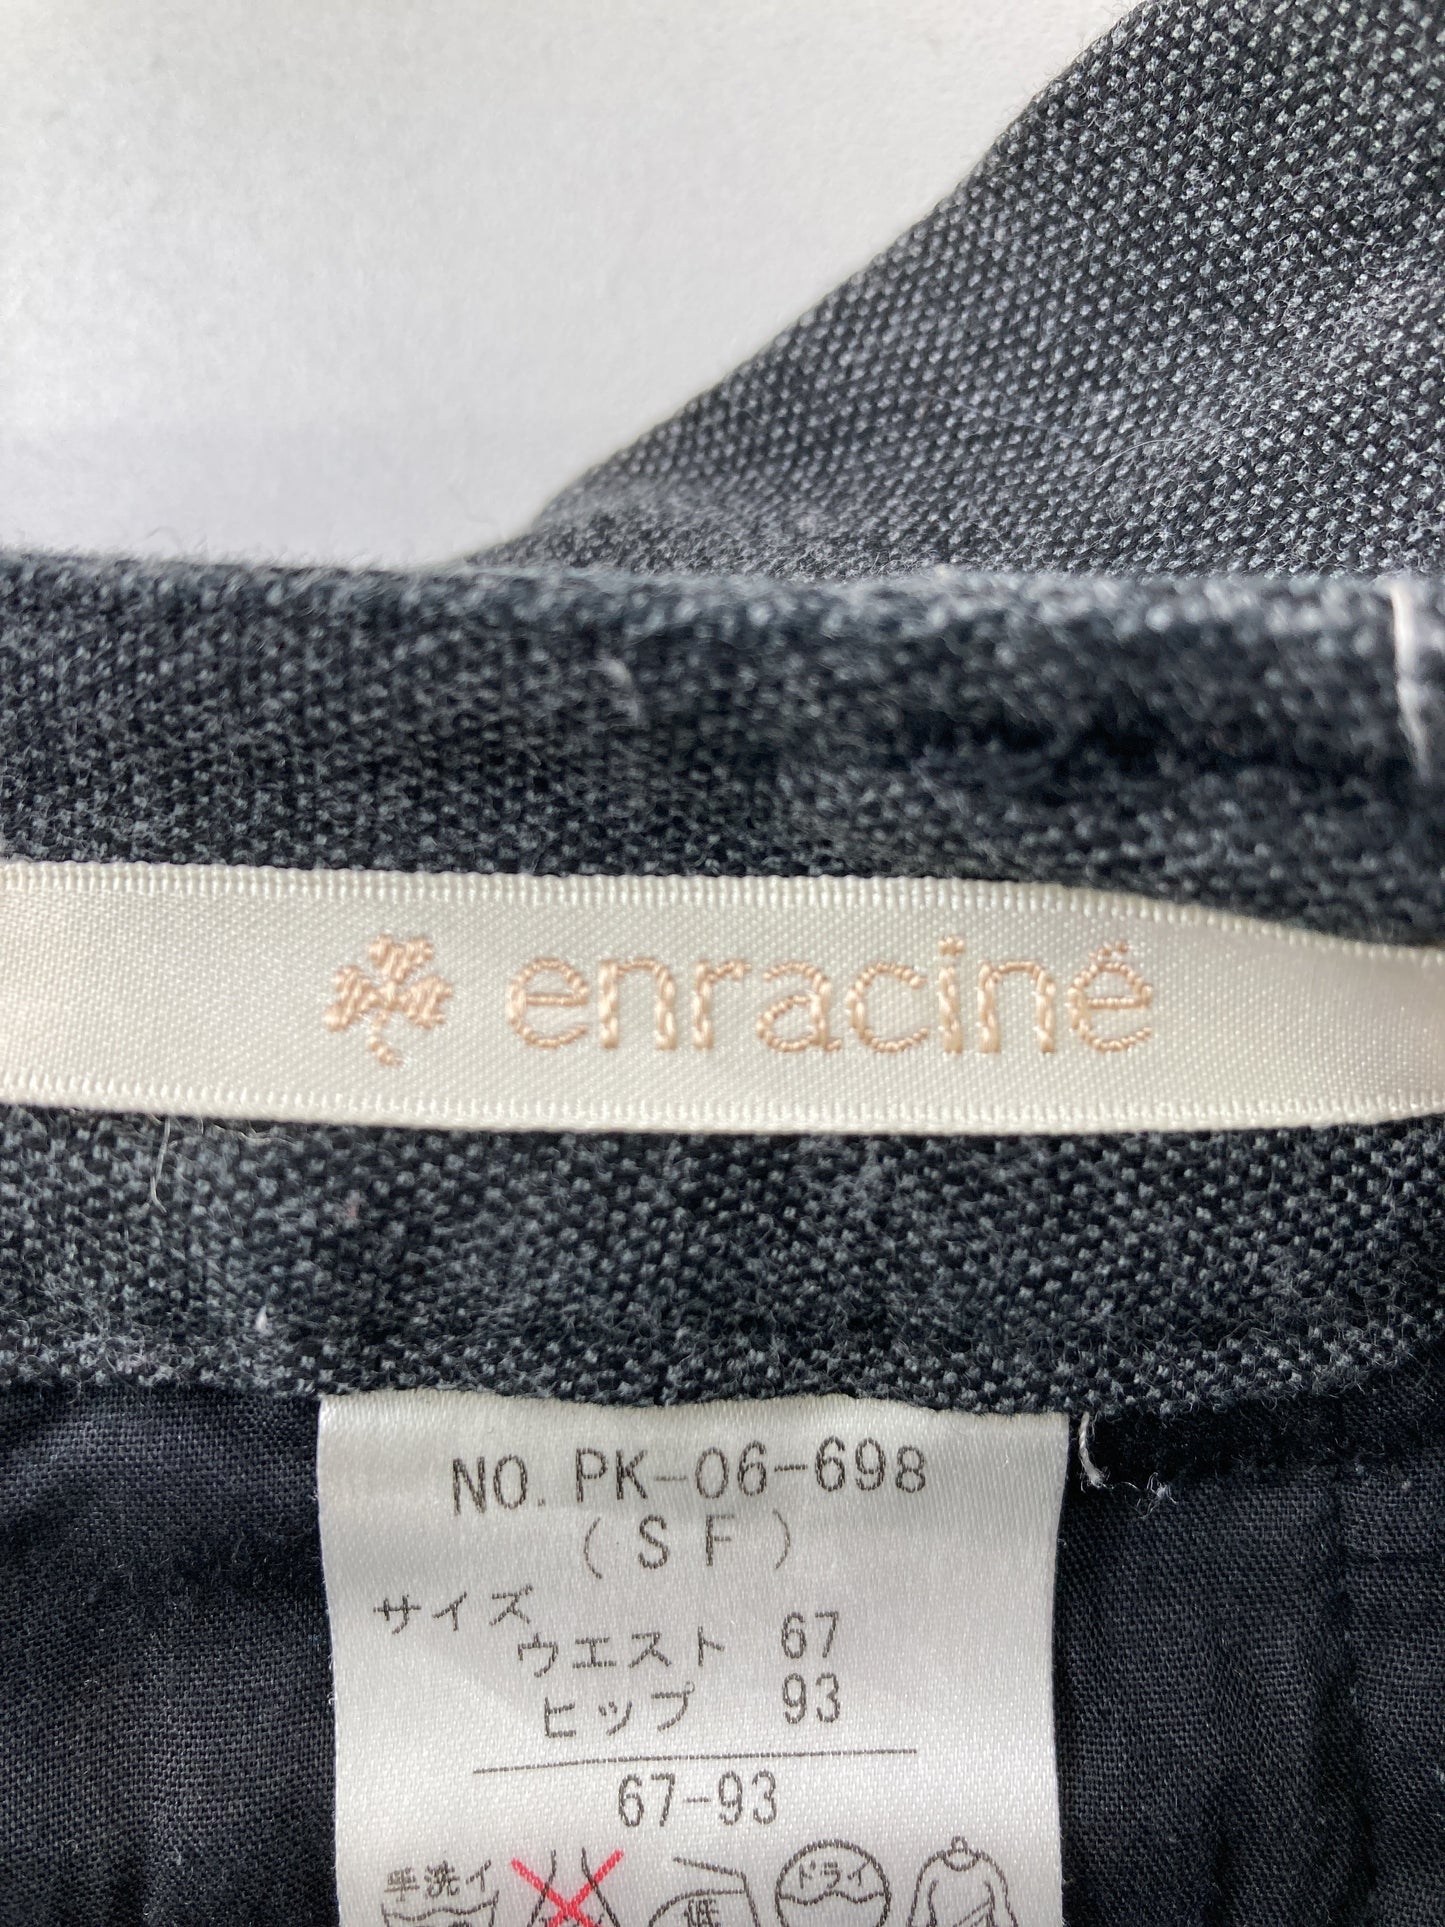 enraciné
NO. PK-06-698
(SF)
サイズ
ウエスト 67
ヒップ 93
67-93
手洗イ
ドライ
低